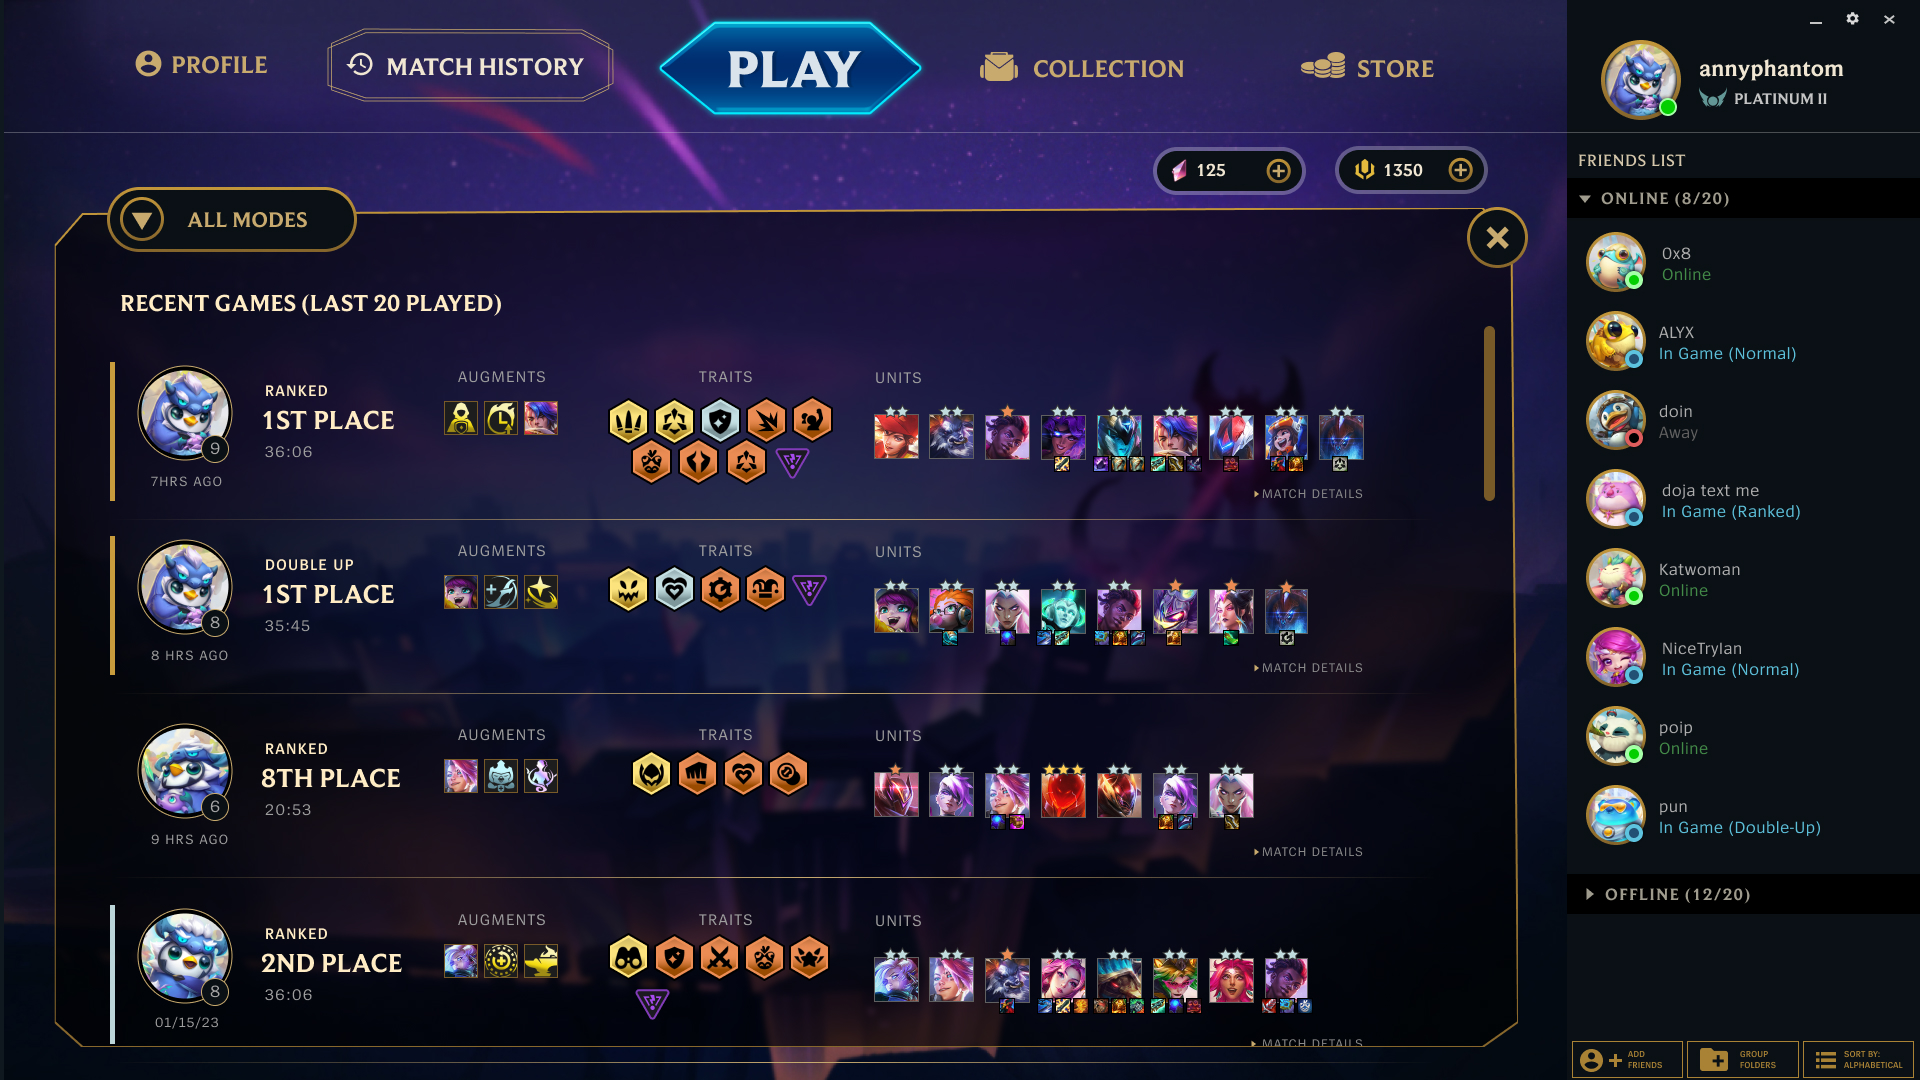 PROFILE
MATCH HISTORY
PLAY
COLLECTION
STORE
annyphantom
PLATINUM II
125
1350
ALL MODES
RECENT GAMES (LAST 20 PLAYED)
RANKED
1ST PLACE
36:06
9
7HRS AGO
AUGMENTS
TRAITS
UNITS
MATCH DETAILS
DOUBLE UP
1ST PLACE
35:45
8
8 HRS AGO
AUGMENTS
TRAITS
UNITS
MATCH DETAILS
RANKED
8TH PLACE
20:53
6
9 HRS AGO
AUGMENTS
TRAITS
UNITS
MATCH DETAILS
RANKED
2ND PLACE
36:06
8
01/15/23
AUGMENTS
TRAITS
UNITS
MATCH DETAILS
FRIENDS LIST
ONLINE (8/20)
0x8
Online
ALYX
In Game (Normal)
doin
Away
doja text me
In Game (Ranked)
Katwoman
Online
NiceTryIan
In Game (Normal)
poip
Online
pun
In Game (Double-Up)
OFFLINE (12/20)
ADD
FRIENDS
GROUP
FOLDERS
SORT BY:
ALPHABETICAL